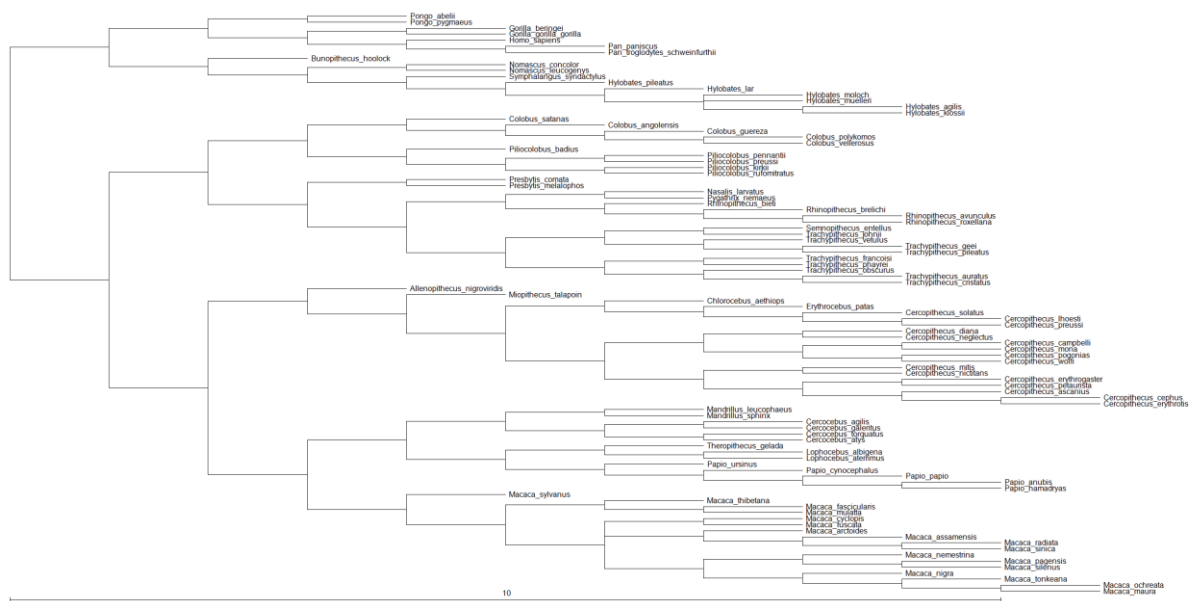 Pongo_abelii
Pongo_pygmaeus
Gorilla_beringei
Gorilla_gorilla_gorilla
Homo_sapiens
Pan_paniscus
Pan_troglodytes_schweinfurthii
Bunopithecus_hoolock
Nomascus_concolor
Nomascus_leucogenys
Symphalangus_syndactylus
Hylobates_pileatus
Hylobates_lar
Hylobates_moloch
Hylobates_muelleri
Hylobates_agilis
Hylobates_klossii
Colobus_satanas
Colobus_angolensis
Colobus_guereza
Colobus_polykomos
Colobus_vellerosus
Piliocolobus_badius
Piliocolobus_pennantii
Piliocolobus_preussi
Piliocolobus_kirkii
Piliocolobus_rufomitratus
Presbytis_comata
Presbytis_melalophos
Nasalis_larvatus
Pygathrix_nemaeus
Rhinopithecus_bieti
Rhinopithecus_brelichi
Rhinopithecus_avunculus
Rhinopithecus_roxellana
Semnopithecus_entellus
Trachypithecus_johnii
Trachypithecus_vetulus
Trachypithecus_geei
Trachypithecus_pileatus
Trachypithecus_francoisi
Trachypithecus_phayrei
Trachypithecus_obscurus
Trachypithecus_auratus
Trachypithecus_cristatus
Allenopithecus_nigroviridis
Miopithecus_talapoin
Chlorocebus_aethiops
Erythrocebus_patas
Cercopithecus_solatus
Cercopithecus_lhoesti
Cercopithecus_preussi
Cercopithecus_diana
Cercopithecus_neglectus
Cercopithecus_campbelli
Cercopithecus_mona
Cercopithecus_pogonias
Cercopithecus_wolfi
Cercopithecus_mitis
Cercopithecus_nictitans
Cercopithecus_erythrogaster
Cercopithecus_petaurista
Cercopithecus_ascanius
Cercopithecus_cephus
Cercopithecus_erythrotis
Mandrillus_leucophaeus
Mandrillus_sphinx
Cercocebus_agilis
Cercocebus_galeritus
Cercocebus_torquatus
Cercocebus_atys
Theropithecus_gelada
Lophocebus_albigena
Lophocebus_aterrimus
Papio_ursinus
Papio_cynocephalus
Papio_papio
Papio_anubis
Papio_hamadryas
Macaca_sylvanus
Macaca_thibetana
Macaca_fascicularis
Macaca_mulatta
Macaca_cyclopis
Macaca_fuscata
Macaca_arctoides
Macaca_assamensis
Macaca_radiata
Macaca_sinica
Macaca_nemestrina
Macaca_pagensis
Macaca_silenus
Macaca_nigra
Macaca_tonkeana
Macaca_ochreata
Macaca_maura
10